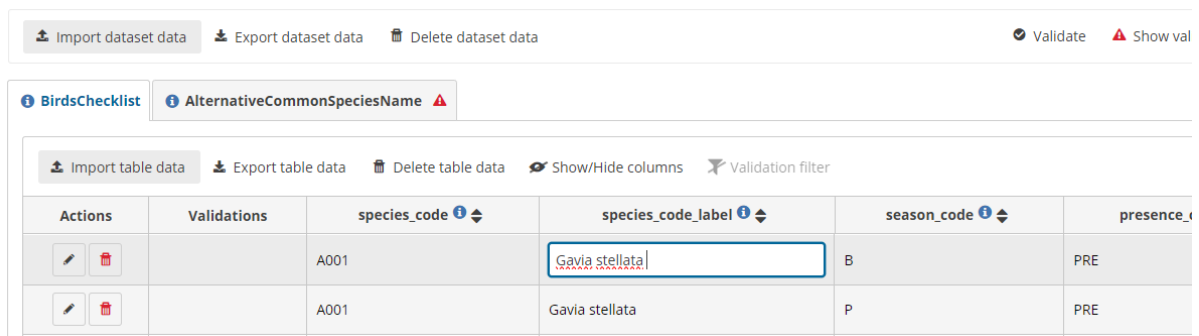 Import dataset data Export dataset data Delete dataset data Validate Show val
BirdsChecklist AlternativeCommonSpeciesName
Import table data Export table data Delete table data Show/Hide columns Validation filter
Actions Validations species_code species_code_label season_code presence_
A001 Gavia stellata B PRE
A001 Gavia stellata P PRE